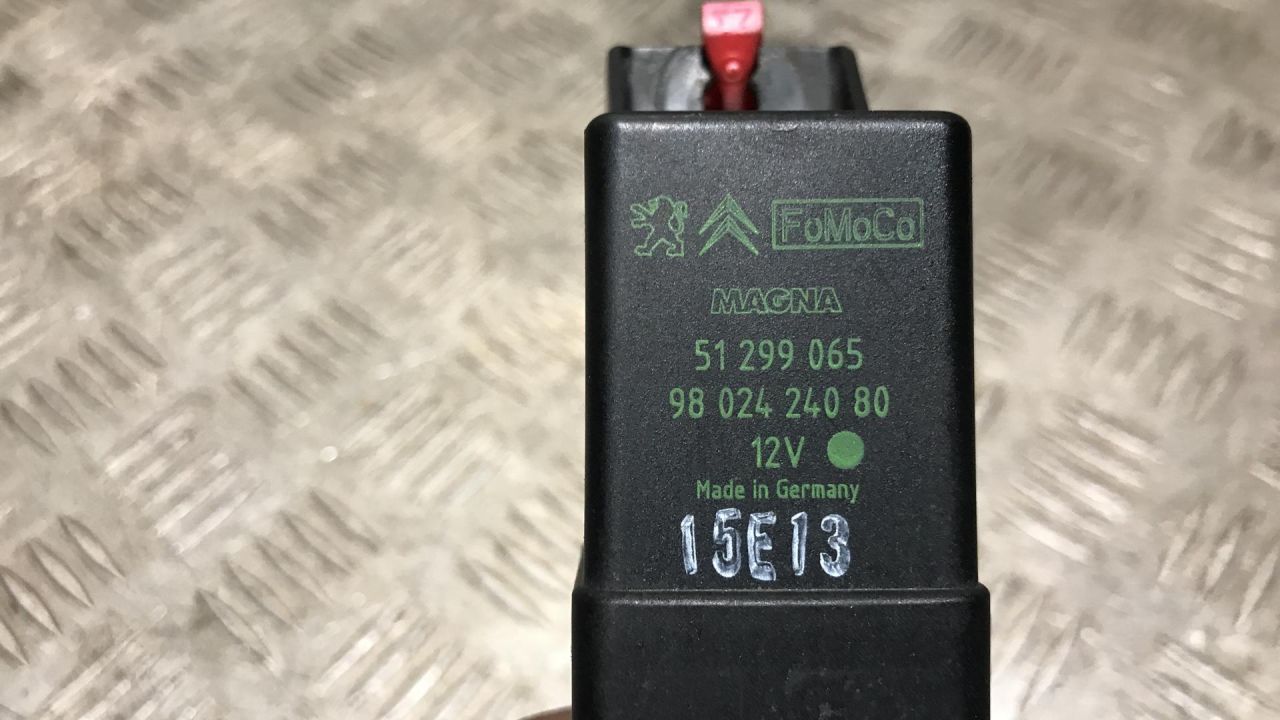 FoMoCo
MAGNA
51 299 065
98 024 240 80
12V
Made in Germany
15E13